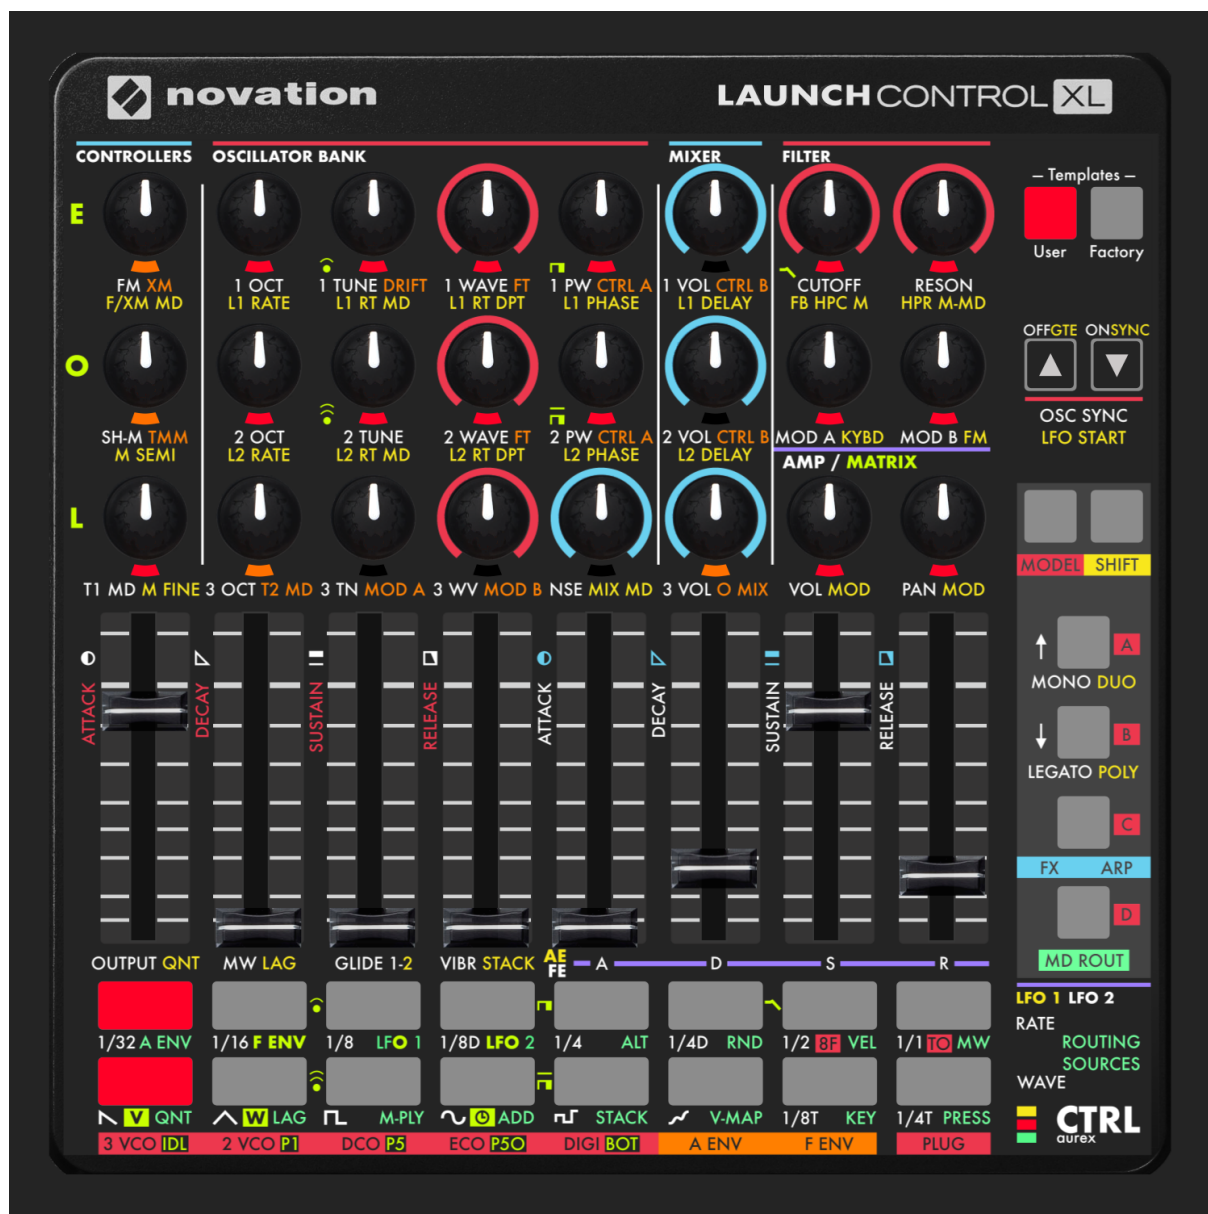 novation LAUNCH CONTROL XL
CONTROLLERS OSCILLATOR BANK MIXER FILTER
– Templates –
E
User Factory
FM XM 1 OCT 1 TUNE DRIFT 1 WAVE FT 1 PW CTRL A 1 VOL CTRL B CUTOFF RESON
F/XM MD L1 RATE L1 RT MD L1 RT DPT L1 PHASE L1 DELAY FB HPC M HPR M-MD
OFFGTE ONSYNC
O
OSC SYNC
LFO START
SH-M TMM 2 OCT 2 TUNE 2 WAVE FT 2 PW CTRL A 2 VOL CTRL B MOD A KYBD MOD B FM
M SEMI L2 RATE L2 RT MD L2 RT DPT L2 PHASE L2 DELAY
AMP / MATRIX
L
MODEL SHIFT
T1 MD M FINE 3 OCT T2 MD 3 TN MOD A 3 WV MOD B NSE MIX MD 3 VOL O MIX VOL MOD PAN MOD
ATTACK DECAY SUSTAIN RELEASE ATTACK DECAY SUSTAIN RELEASE
A
MONO DUO
B
LEGATO POLY
C
FX ARP
D
MD ROUT
OUTPUT QNT MW LAG GLIDE 1-2 VIBR STACK AE FE A D S R
LFO 1 LFO 2
RATE
ROUTING
SOURCES
WAVE
1/32 A ENV 1/16 F ENV 1/8 LFO 1 1/8D LFO 2 1/4 ALT 1/4D RND 1/2 8F VEL 1/1 TO MW
V QNT W LAG M-PLY ADD STACK V-MAP 1/8T KEY 1/4T PRESS
3 VCO IDL 2 VCO P1 DCO P5 ECO P5O DIGI BOT A ENV F ENV PLUG
CTRL
aurex